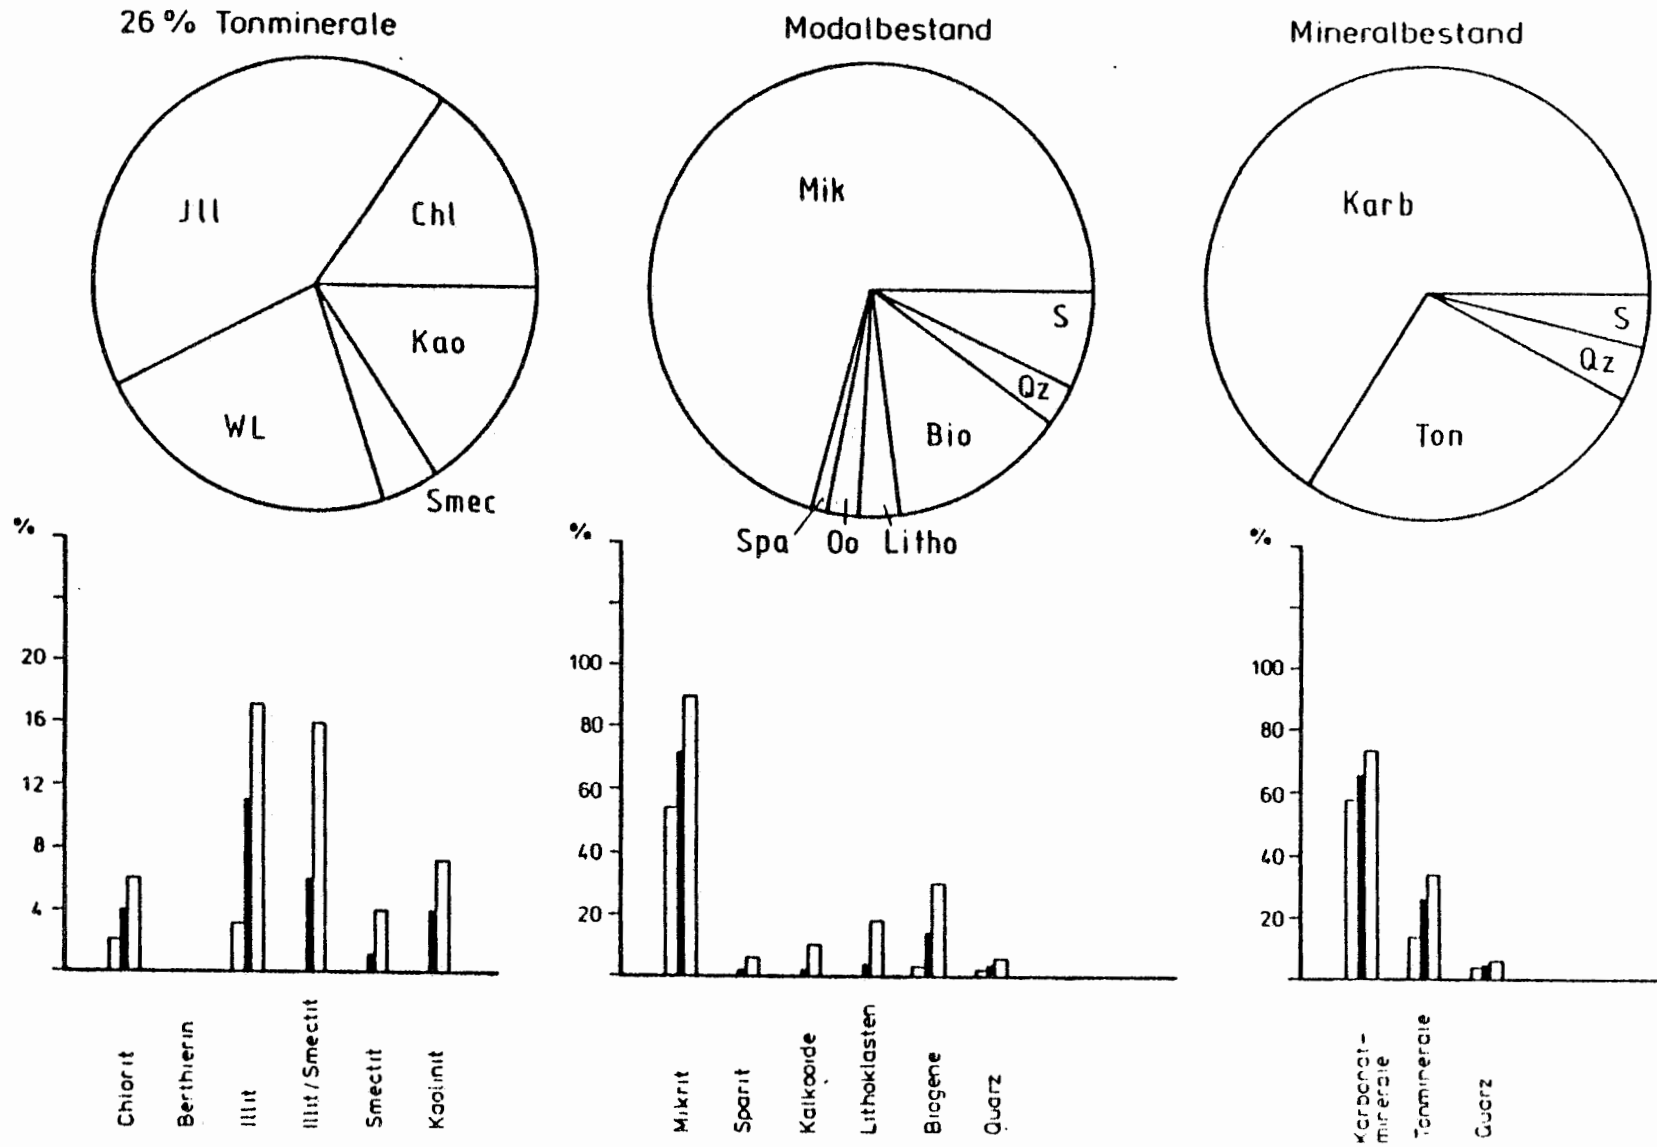 26 % Tonminerale
Modalbestand
Mineralbestand
Jll
Chl
Kao
WL
Smec
Mik
S
Qz
Bio
Spa
Oo
Litho
Karb
S
Qz
Ton
%
20
16
12
8
4
Chlorit
Berthierin
Illit
Illit / Smectit
Smectit
Kaolinit
%
100
80
60
40
20
Mikrit
Sparit
Kalkooide
Lithoklasten
Biogene
Quarz
%
100
80
60
40
20
Karbonat-
minerale
Tonminerale
Quarz